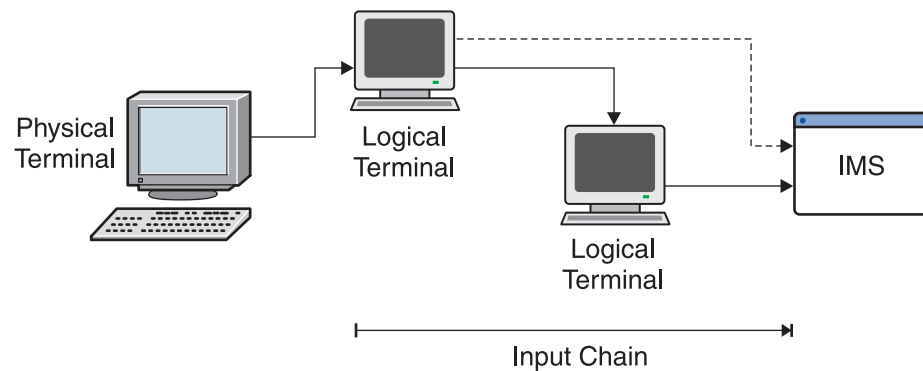 Physical
Terminal
Logical
Terminal
Logical
Terminal
IMS
Input Chain